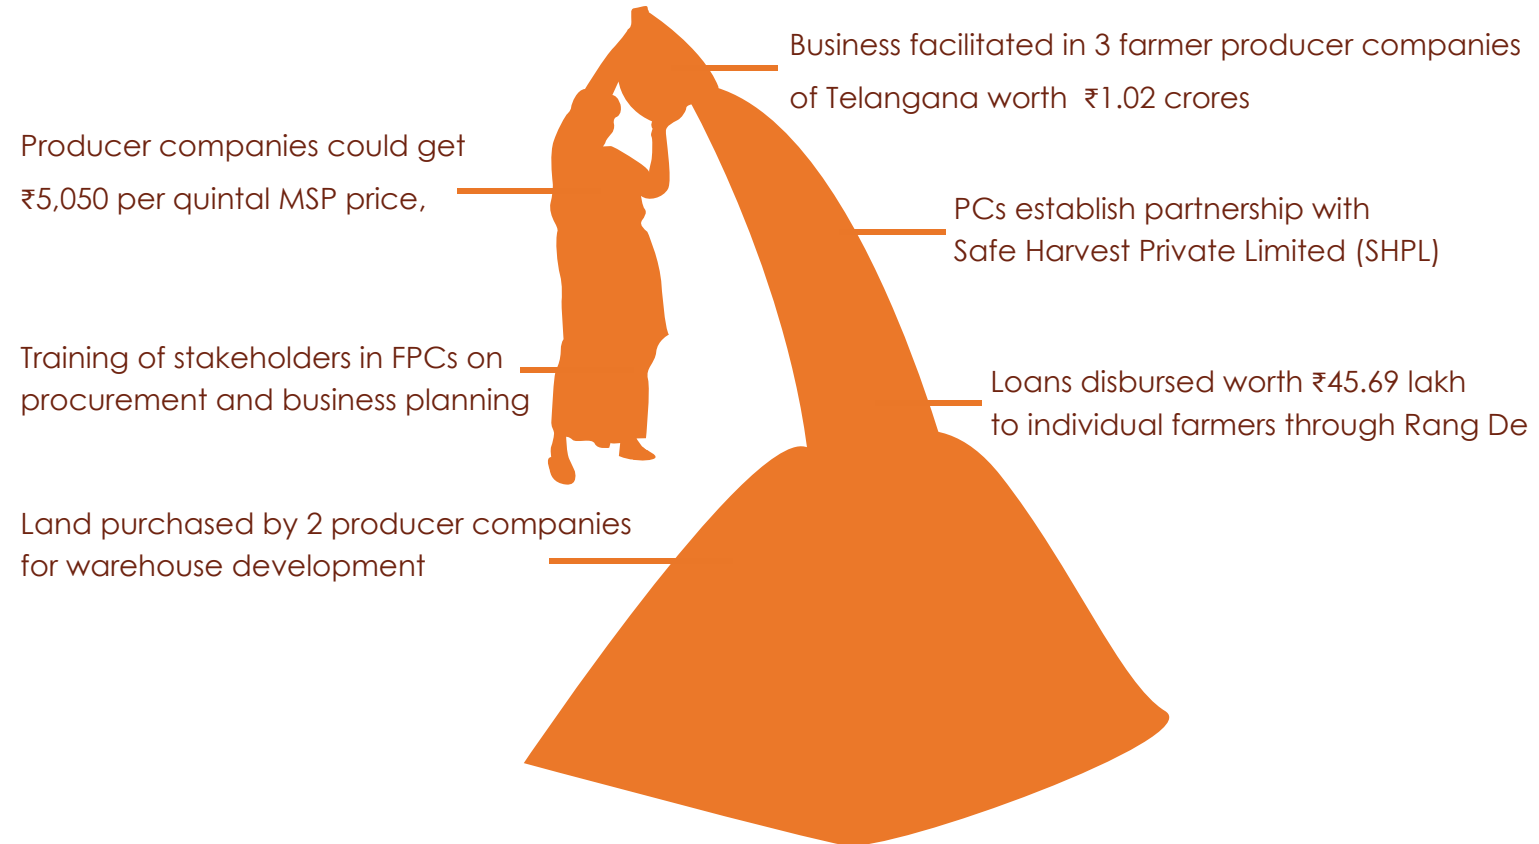 Business facilitated in 3 farmer producer companies
of Telangana worth ₹1.02 crores
Producer companies could get
₹5,050 per quintal MSP price,
PCs establish partnership with
Safe Harvest Private Limited (SHPL)
Training of stakeholders in FPCs on
procurement and business planning
Loans disbursed worth ₹45.69 lakh
to individual farmers through Rang De
Land purchased by 2 producer companies
for warehouse development